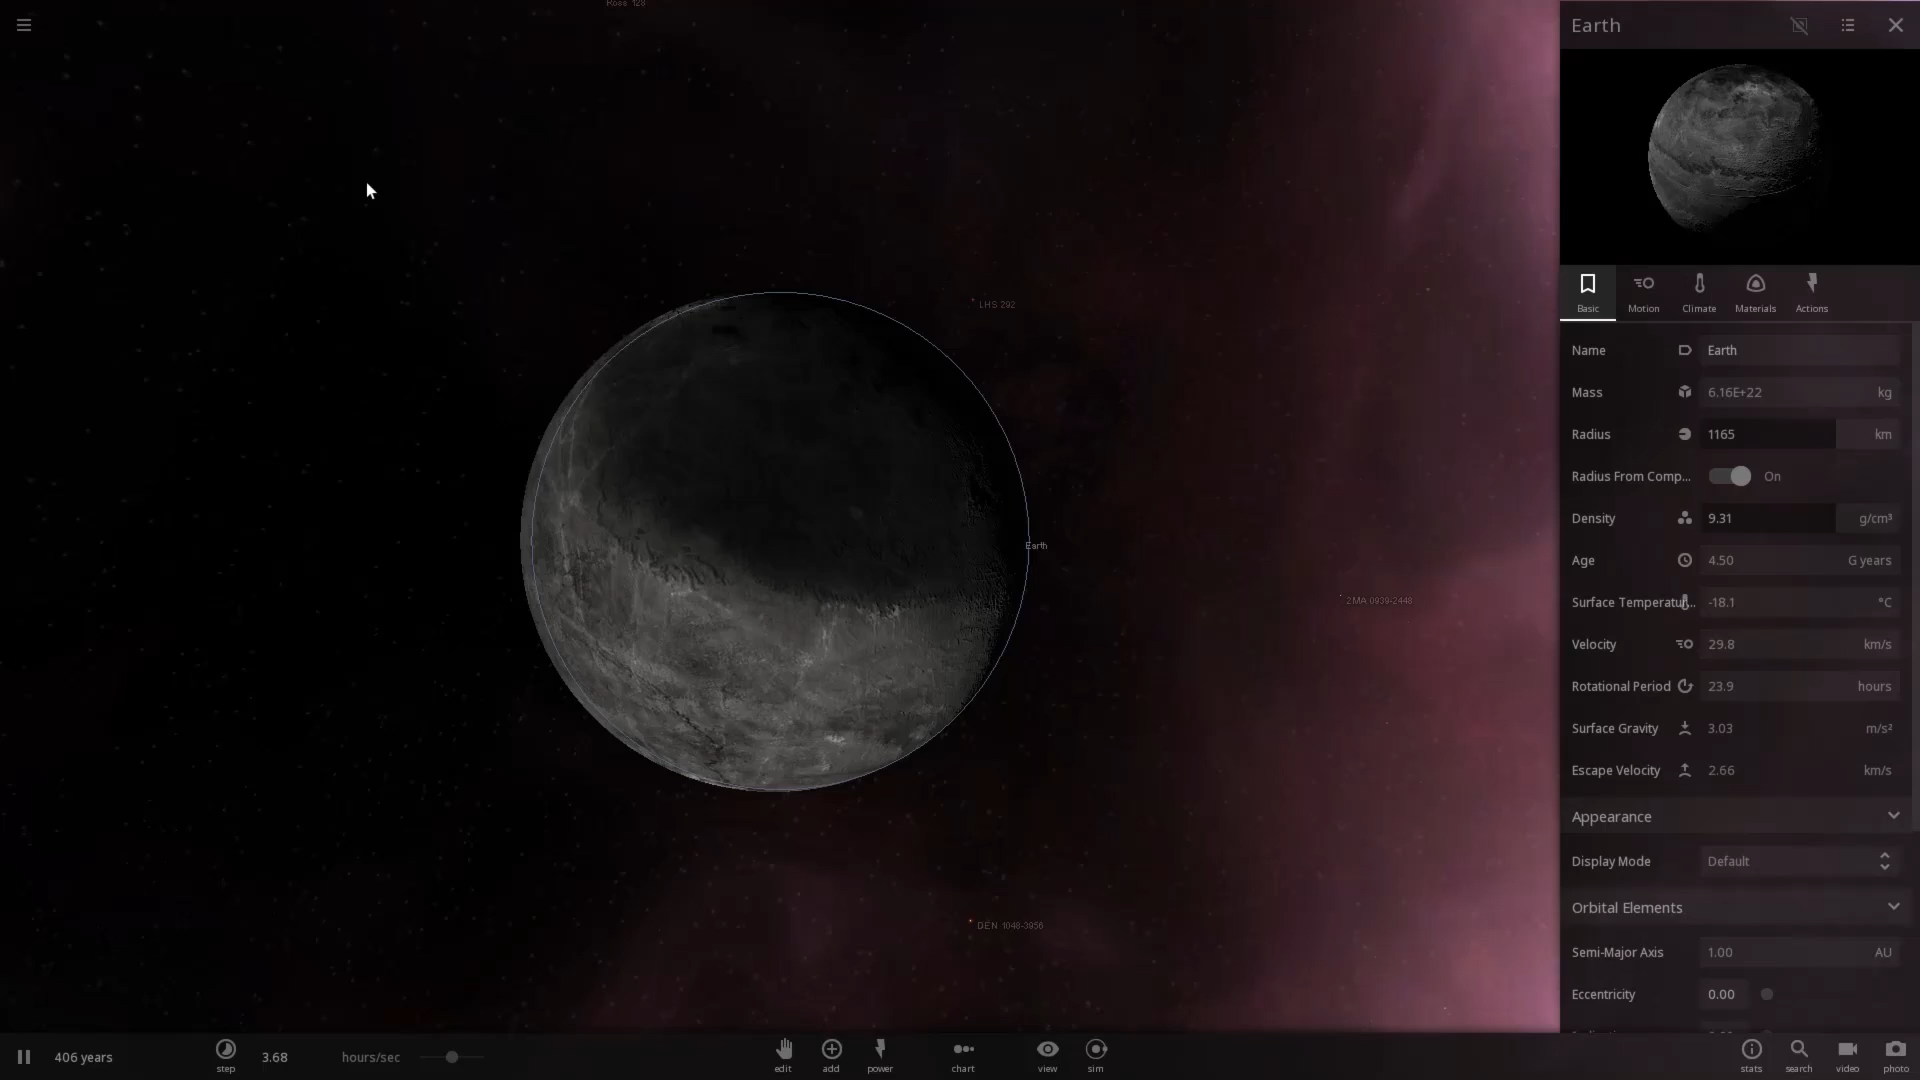 Ross 128
Earth
LHS 292
Earth
2MA 0939-2448
DEN 1048-3956
Basic
Motion
Climate
Materials
Actions
Name Earth
Mass 6.16E+22 kg
Radius 1165 km
Radius From Comp... On
Density 9.31 g/cm³
Age 4.50 G years
Surface Temperatur... -18.1 °C
Velocity 29.8 km/s
Rotational Period 23.9 hours
Surface Gravity 3.03 m/s²
Escape Velocity 2.66 km/s
Appearance
Display Mode Default
Orbital Elements
Semi-Major Axis 1.00 AU
Eccentricity 0.00
406 years
step
3.68 hours/sec
edit
add
power
chart
view
sim
stats
search
video
photo